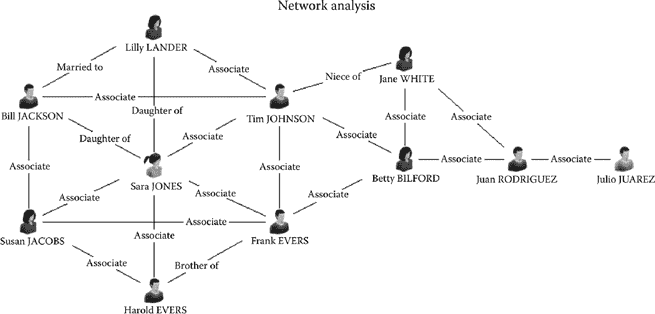 Network analysis
Lilly LANDER
Married to
Associate
Niece of
Jane WHITE
Associate
Bill JACKSON
Daughter of
Tim JOHNSON
Associate
Associate
Daughter of
Associate
Associate
Associate
Associate
Associate
Associate
Sara JONES
Betty BILFORD
Juan RODRIGUEZ
Julio JUAREZ
Associate
Associate
Associate
Associate
Susan JACOBS
Associate
Frank EVERS
Associate
Brother of
Harold EVERS